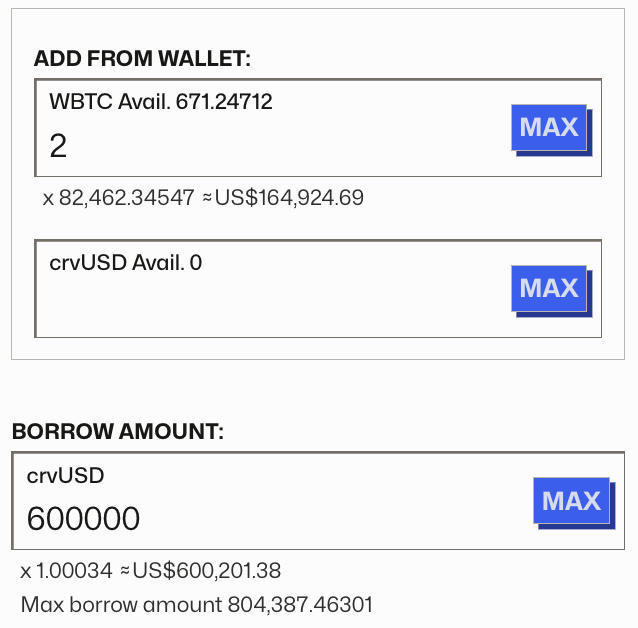 ADD FROM WALLET:
WBTC Avail. 671.24712
2
MAX
x 82,462.34547 ≈US$164,924.69
crvUSD Avail. 0
MAX
BORROW AMOUNT:
crvUSD
600000
MAX
x 1.00034 ≈US$600,201.38
Max borrow amount 804,387.46301